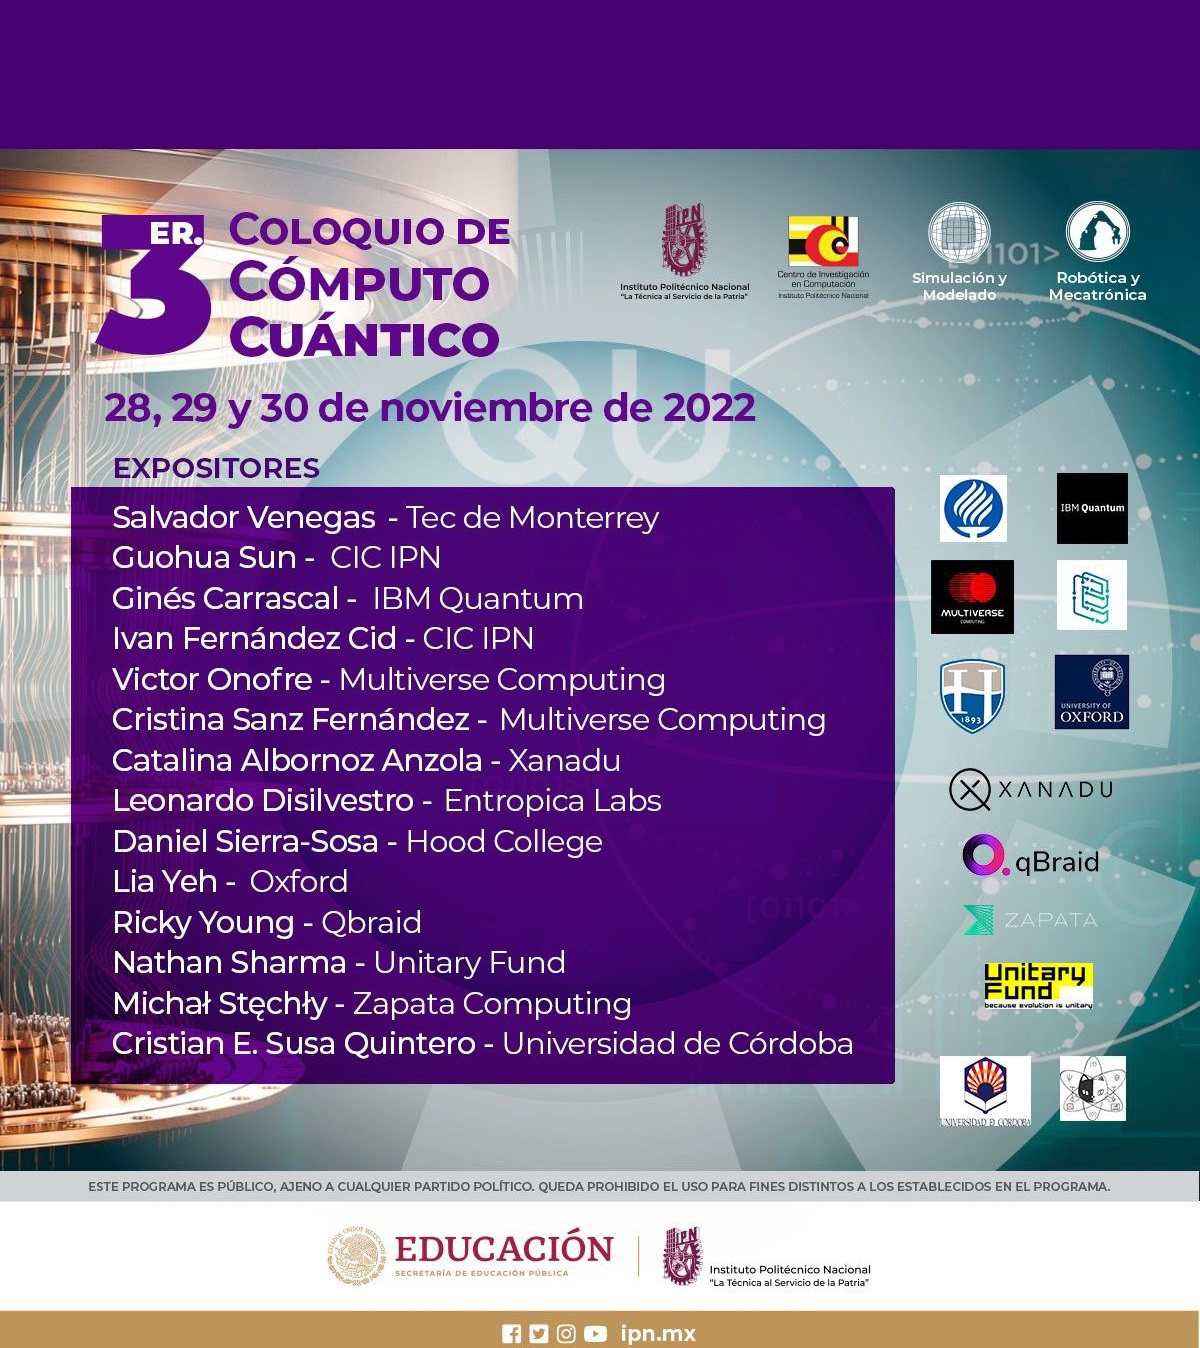 3ER. COLOQUIO DE
CÓMPUTO
CUÁNTICO
28, 29 y 30 de noviembre de 2022
Instituto Politécnico Nacional
"La Técnica al Servicio de la Patria"
Centro de Investigación
en Computación
Instituto Politécnico Nacional
Simulación y
Modelado
Robótica y
Mecatrónica
[01101>
QU
EXPOSITORES
Salvador Venegas - Tec de Monterrey
Guohua Sun - CIC IPN
Ginés Carrascal - IBM Quantum
Ivan Fernández Cid - CIC IPN
Victor Onofre - Multiverse Computing
Cristina Sanz Fernández - Multiverse Computing
Catalina Albornoz Anzola - Xanadu
Leonardo Disilvestro - Entropica Labs
Daniel Sierra-Sosa - Hood College
Lia Yeh - Oxford
Ricky Young - Qbraid
Nathan Sharma - Unitary Fund
Michał Stęchły - Zapata Computing
Cristian E. Susa Quintero - Universidad de Córdoba
[01101>
IBM Quantum
MULTIVERSE
COMPUTING
H
1893
UNIVERSITY OF
OXFORD
XANADU
qBraid
ZAPATA
Unitary
Fund
because evolution is unitary
UNIVERSIDAD D CORDOBA
ESTE PROGRAMA ES PÚBLICO, AJENO A CUALQUIER PARTIDO POLÍTICO. QUEDA PROHIBIDO EL USO PARA FINES DISTINTOS A LOS ESTABLECIDOS EN EL PROGRAMA.
ESTADOS UNIDOS MEXICANOS
EDUCACIÓN
SECRETARÍA DE EDUCACIÓN PÚBLICA
IPN
Instituto Politécnico Nacional
"La Técnica al Servicio de la Patria"
ipn.mx